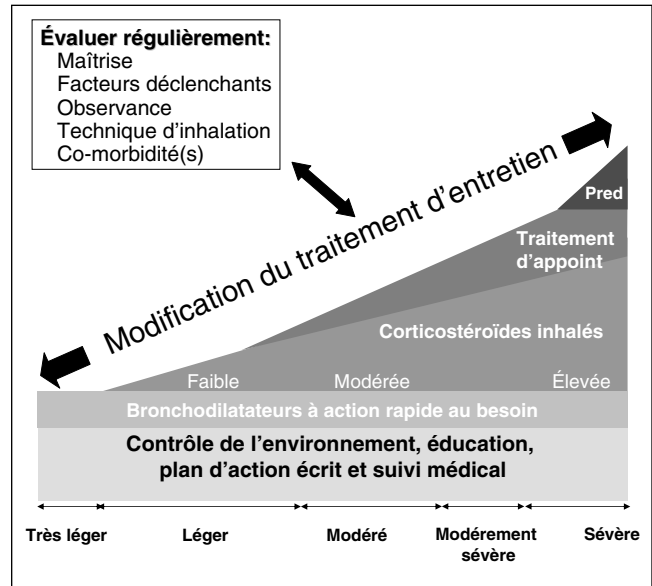 Évaluer régulièrement:
Maîtrise
Facteurs déclenchants
Observance
Technique d'inhalation
Co-morbidité(s)
Modification du traitement d'entretien
Pred
Traitement
d'appoint
Corticostéroïdes inhalés
Faible Modérée Élevée
Bronchodilatateurs à action rapide au besoin
Contrôle de l'environnement, éducation,
plan d'action écrit et suivi médical
Très léger Léger Modéré Modérement Sévère
sévère